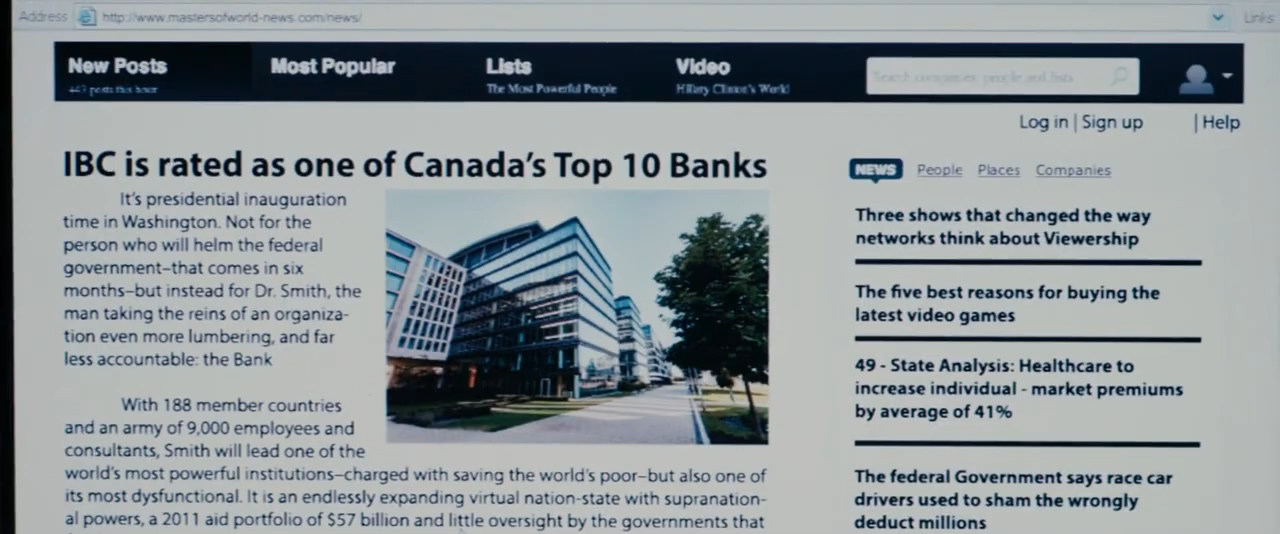 Address http://www.mastersofworld-news.com/news/ Links
New Posts Most Popular Lists Video
443 posts this hour The Most Powerful People Hillary Clinton's World
Search companies, people and lists
Log in | Sign up | Help
IBC is rated as one of Canada's Top 10 Banks
It's presidential inauguration
time in Washington. Not for the
person who will helm the federal
government–that comes in six
months–but instead for Dr. Smith, the
man taking the reins of an organiza-
tion even more lumbering, and far
less accountable: the Bank
With 188 member countries
and an army of 9,000 employees and
consultants, Smith will lead one of the
world's most powerful institutions–charged with saving the world's poor–but also one of
its most dysfunctional. It is an endlessly expanding virtual nation-state with supranation-
al powers, a 2011 aid portfolio of $57 billion and little oversight by the governments that
NEWS People Places Companies
Three shows that changed the way
networks think about Viewership
The five best reasons for buying the
latest video games
49 - State Analysis: Healthcare to
increase individual - market premiums
by average of 41%
The federal Government says race car
drivers used to sham the wrongly
deduct millions